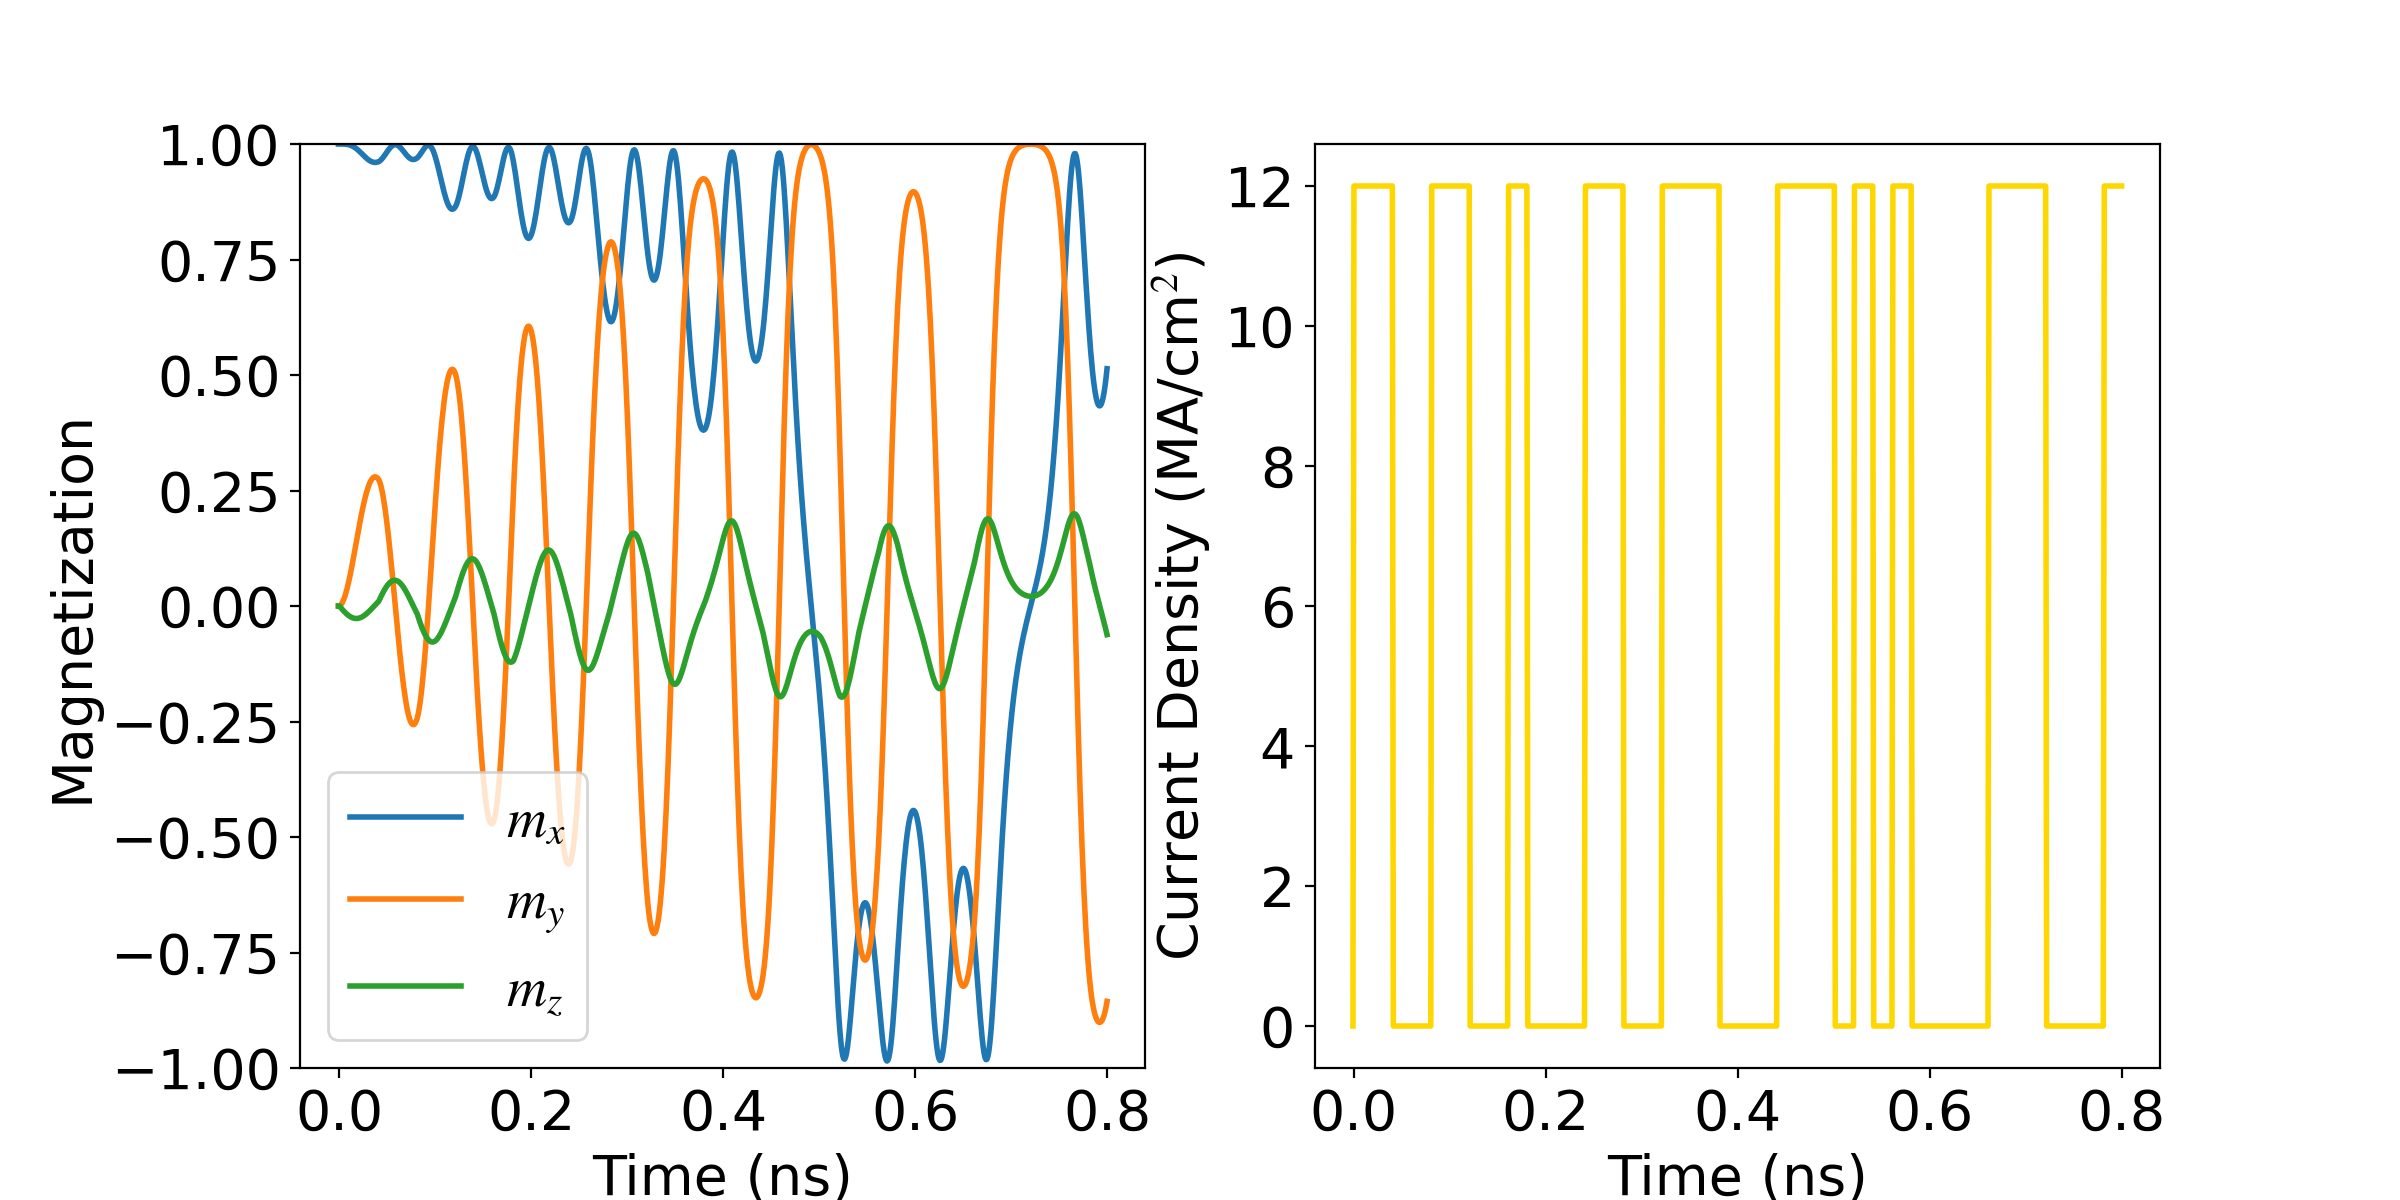 Magnetization
1.00
0.75
0.50
0.25
0.00
−0.25
−0.50
−0.75
−1.00
m_x
m_y
m_z
0.0 0.2 0.4 0.6 0.8
Time (ns)
Current Density (MA/cm²)
12
10
8
6
4
2
0
0.0 0.2 0.4 0.6 0.8
Time (ns)